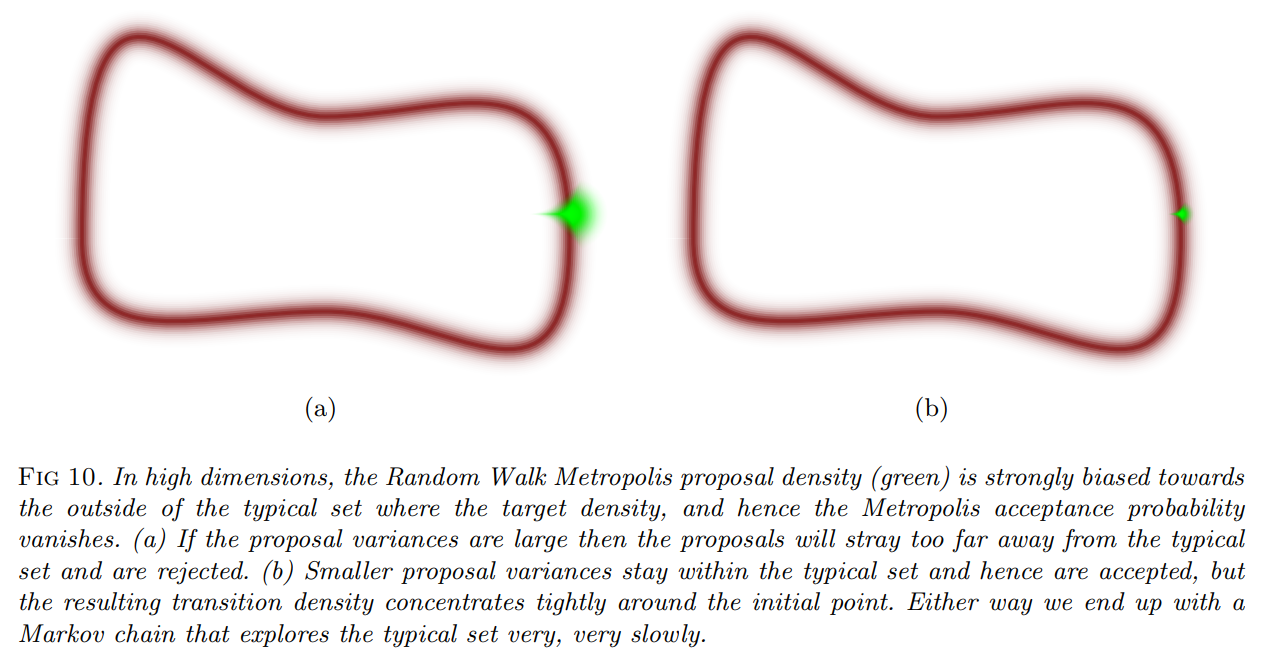 (a)
(b)
FIG 10. In high dimensions, the Random Walk Metropolis proposal density (green) is strongly biased towards
the outside of the typical set where the target density, and hence the Metropolis acceptance probability
vanishes. (a) If the proposal variances are large then the proposals will stray too far away from the typical
set and are rejected. (b) Smaller proposal variances stay within the typical set and hence are accepted, but
the resulting transition density concentrates tightly around the initial point. Either way we end up with a
Markov chain that explores the typical set very, very slowly.